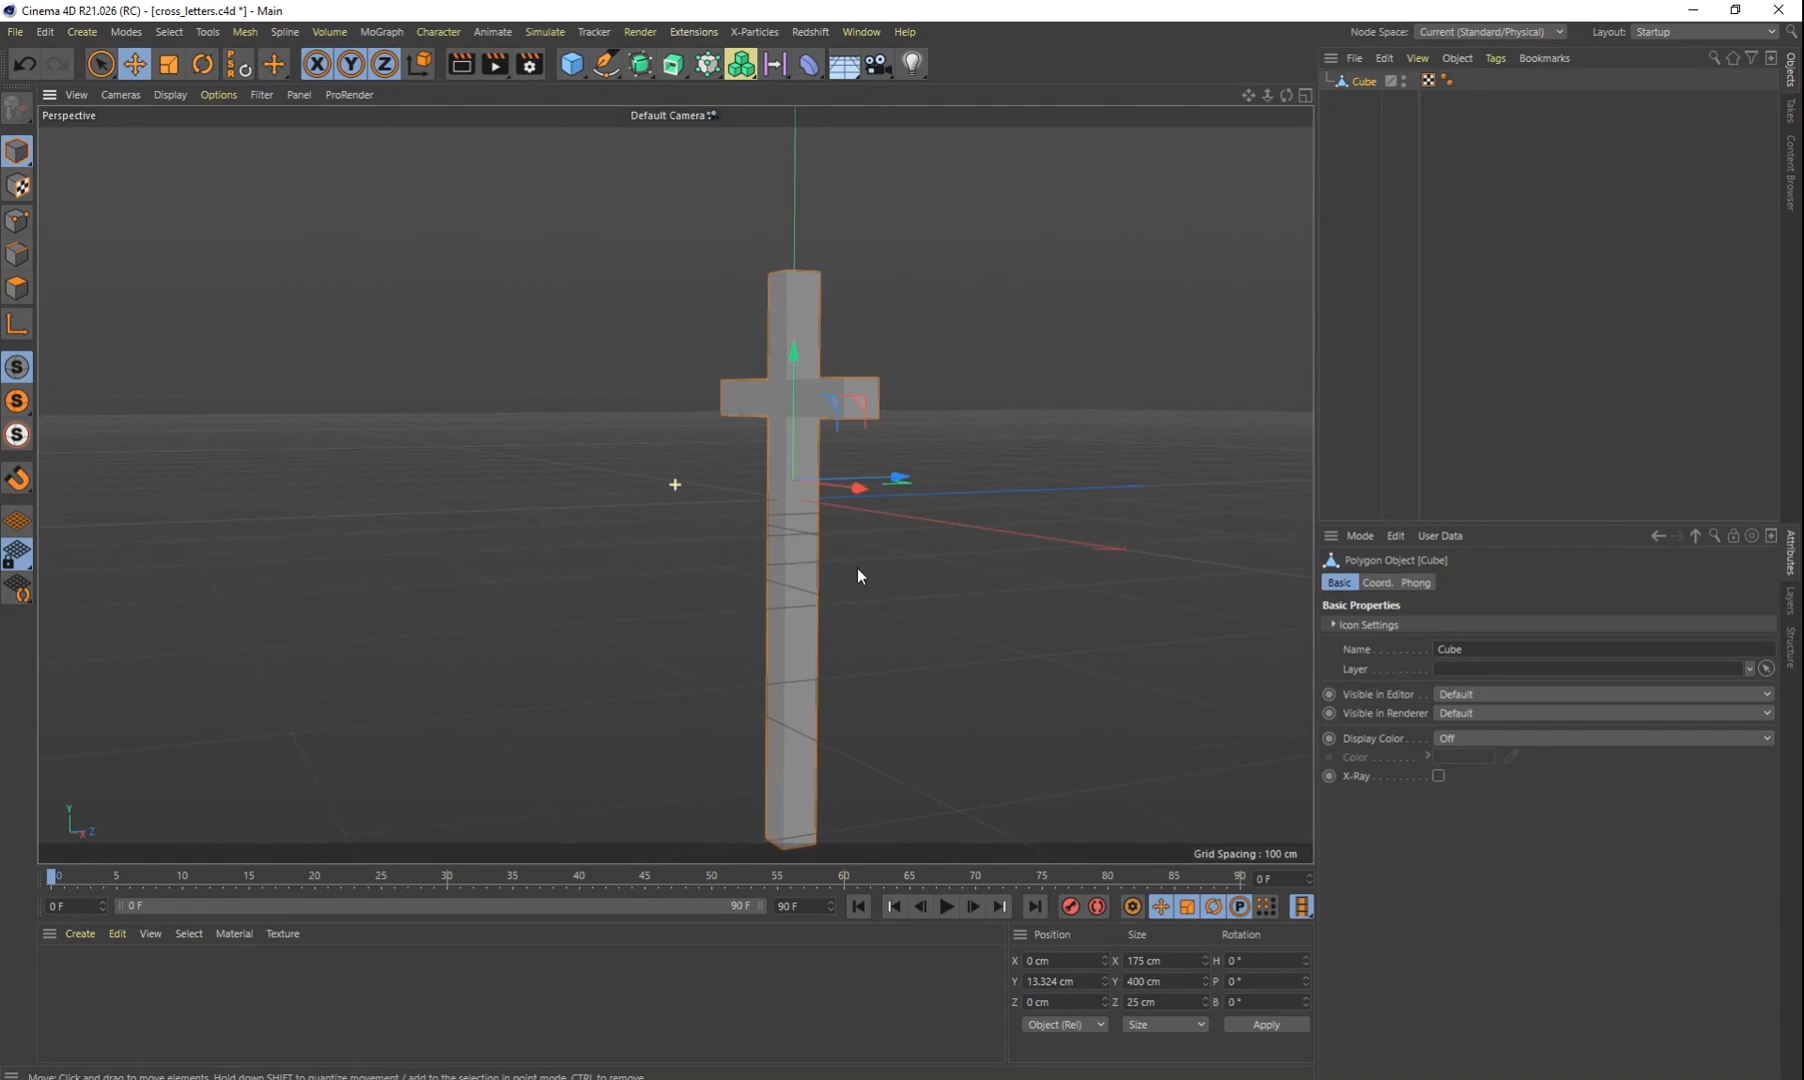 Cinema 4D R21.026 (RC) - [cross_letters.c4d *] - Main
File Edit Create Modes Select Tools Mesh Spline Volume MoGraph Character Animate Simulate Tracker Render Extensions X-Particles Redshift Window Help Node Space: Current (Standard/Physical) Layout: Startup
PSR X Y Z File Edit View Object Tags Bookmarks
View Cameras Display Options Filter Panel ProRender Cube
Perspective Default Camera
Objects
Takes
Content Browser
S
S
S
Mode Edit User Data
Polygon Object [Cube]
Basic Coord. Phong
Basic Properties
Icon Settings
Name Cube
Layer
Visible in Editor Default
Visible in Renderer Default
Display Color Off
Color
X-Ray
Attributes
Layers
Structure
Y
X Z
Grid Spacing : 100 cm
0 5 10 15 20 25 30 35 40 45 50 55 60 65 70 75 80 85 90 0 F
0 F 0 F 90 F 90 F P
Create Edit View Select Material Texture Position Size Rotation
X 0 cm X 175 cm H 0 °
Y 13.324 cm Y 400 cm P 0 °
Z 0 cm Z 25 cm B 0 °
Object (Rel) Size Apply
Move: Click and drag to move elements. Hold down SHIFT to quantize movement / add to the selection in point mode, CTRL to remove.